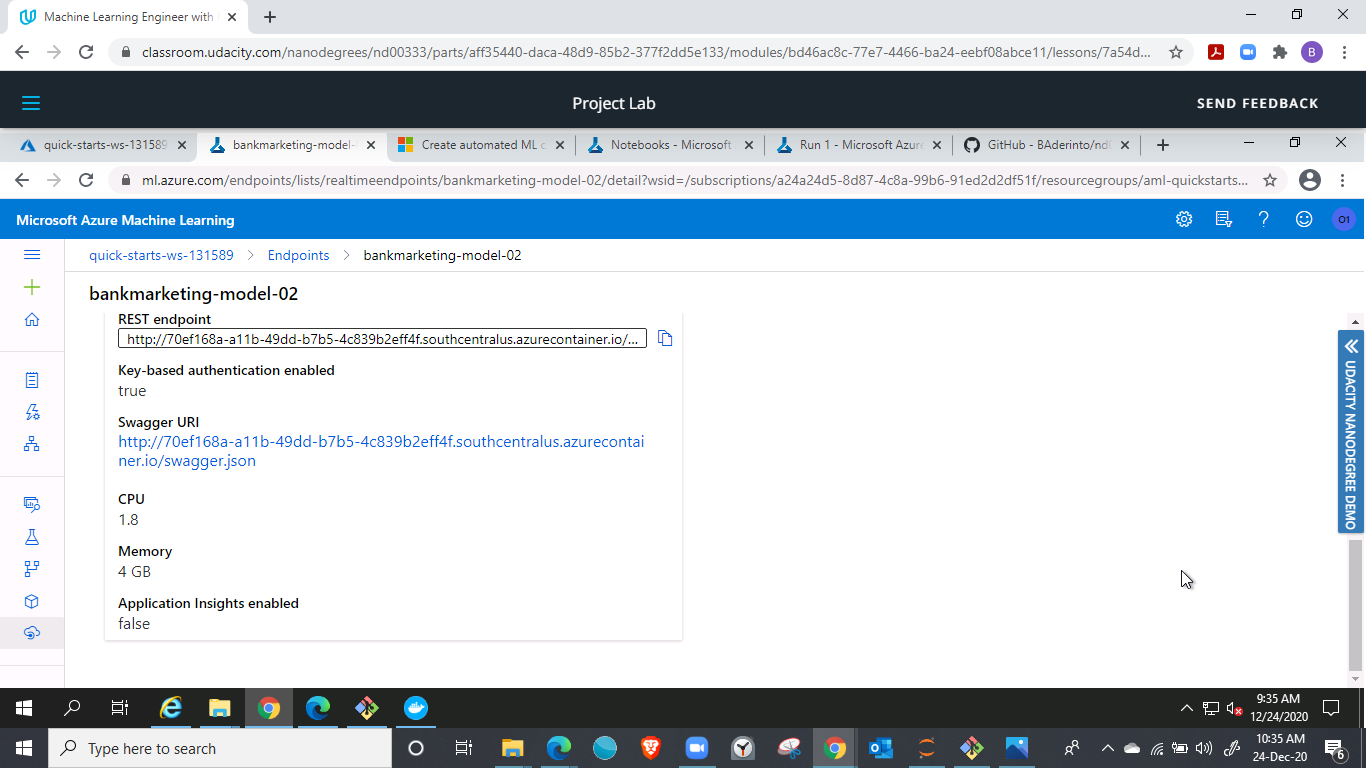 Machine Learning Engineer with
classroom.udacity.com/nanodegrees/nd00333/parts/aff35440-daca-48d9-85b2-377f2dd5e133/modules/bd46ac8c-77e7-4466-ba24-eebf08abce11/lessons/7a54d...
B
Project Lab
SEND FEEDBACK
quick-starts-ws-131589
bankmarketing-model-
Create automated ML c
Notebooks - Microsoft
Run 1 - Microsoft Azure
GitHub - BAderinto/nd0
ml.azure.com/endpoints/lists/realtimeendpoints/bankmarketing-model-02/detail?wsid=/subscriptions/a24a24d5-8d87-4c8a-99b6-91ed2d2df51f/resourcegroups/aml-quickstarts...
Microsoft Azure Machine Learning
O1
quick-starts-ws-131589 > Endpoints > bankmarketing-model-02
bankmarketing-model-02
REST endpoint
http://70ef168a-a11b-49dd-b7b5-4c839b2eff4f.southcentralus.azurecontainer.io/...
Key-based authentication enabled
true
Swagger URI
http://70ef168a-a11b-49dd-b7b5-4c839b2eff4f.southcentralus.azurecontai
ner.io/swagger.json
CPU
1.8
Memory
4 GB
Application Insights enabled
false
UDACITY NANODEGREE DEMO
9:35 AM
12/24/2020
Type here to search
10:35 AM
24-Dec-20
6